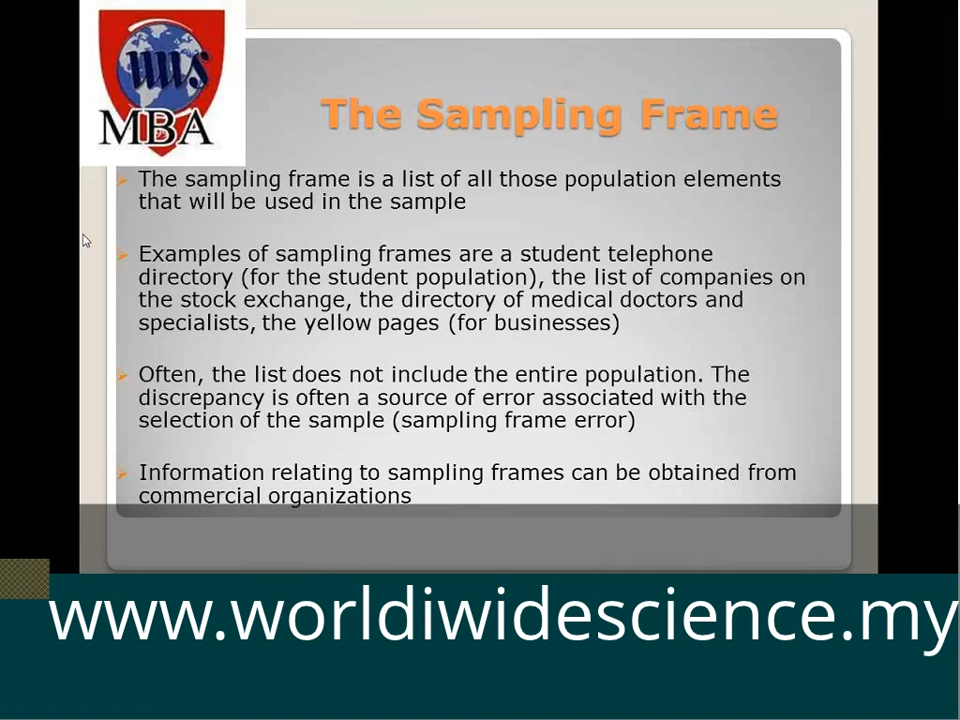 wws
MBA
The Sampling Frame
The sampling frame is a list of all those population elements
that will be used in the sample
Examples of sampling frames are a student telephone
directory (for the student population), the list of companies on
the stock exchange, the directory of medical doctors and
specialists, the yellow pages (for businesses)
Often, the list does not include the entire population. The
discrepancy is often a source of error associated with the
selection of the sample (sampling frame error)
Information relating to sampling frames can be obtained from
commercial organizations
www.worldiwidescience.my